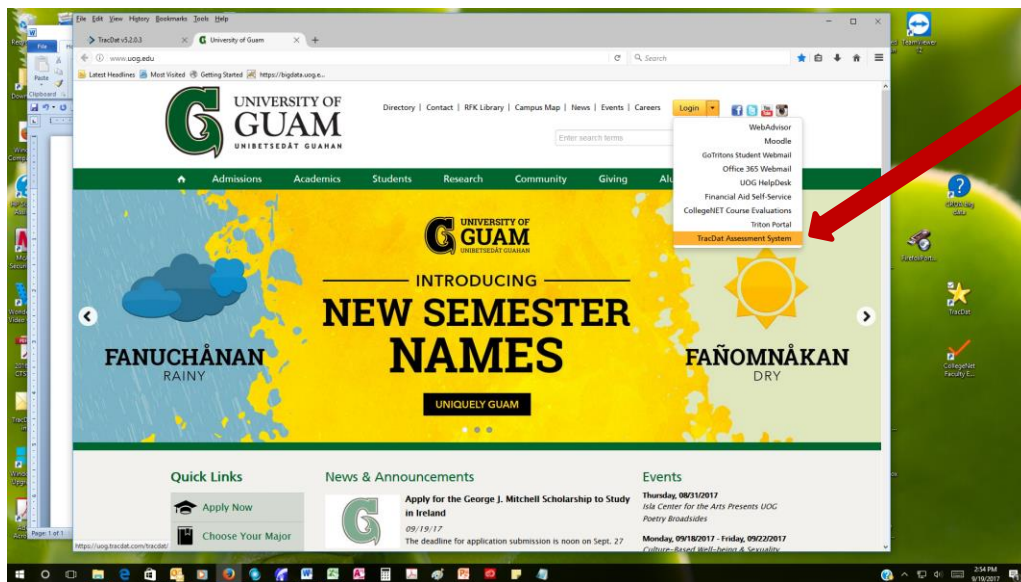 File Edit View History Bookmarks Tools Help
TracDat v5.2.0.3
University of Guam
www.uog.edu
Search
Latest Headlines
Most Visited
Getting Started
https://bigdata.uog.e...
File
Paste
Clipboard
UNIVERSITY OF
GUAM
UNIBETSEDÅT GUAHAN
Directory | Contact | RFK Library | Campus Map | News | Events | Careers
Login
Enter search terms
WebAdvisor
Moodle
GoTritons Student Webmail
Office 365 Webmail
UOG HelpDesk
Financial Aid Self-Service
CollegeNET Course Evaluations
Triton Portal
TracDat Assessment System
Admissions Academics Students Research Community Giving
UNIVERSITY OF
GUAM
UNIBETSEDÅT GUAHAN
INTRODUCING
NEW SEMESTER
NAMES
UNIQUELY GUAM
FANUCHÅNAN
RAINY
FAÑOMNÅKAN
DRY
Quick Links
Apply Now
Choose Your Major
News & Announcements
Apply for the George J. Mitchell Scholarship to Study
in Ireland
09/19/17
The deadline for application submission is noon on Sept. 27
Events
Thursday, 08/31/2017
Isla Center for the Arts Presents UOG
Poetry Broadsides
Monday, 09/18/2017 - Friday, 09/22/2017
Culture-Based Well-being & Sexuality
https://uog.tracdat.com/tracdat/
Page: 1 of 1
TracDat
CollegeNet
Faculty E...
2:54 PM
9/19/2017